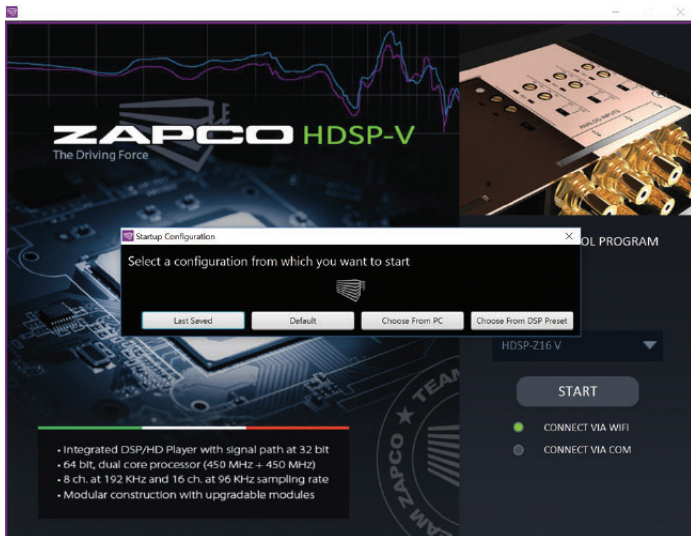 ZAPCO HDSP-V
The Driving Force
ANALOG INPUTS
Startup Configuration
OL PROGRAM
Select a configuration from which you want to start
Last Saved
Default
Choose From PC
Choose From DSP Preset
HDSP-Z16 V
START
CONNECT VIA WIFI
CONNECT VIA COM
• Integrated DSP/HD Player with signal path at 32 bit
• 64 bit, dual core processor (450 MHz + 450 MHz)
• 8 ch. at 192 KHz and 16 ch. at 96 KHz sampling rate
• Modular construction with upgradable modules
TEAM ZAPCO
TEAM